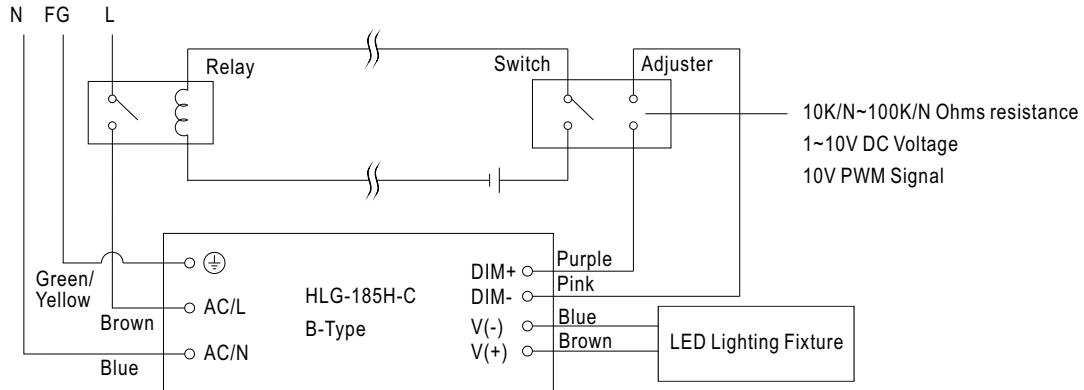 N FG L
Relay
Switch
Adjuster
10K/N~100K/N Ohms resistance
1~10V DC Voltage
10V PWM Signal
Green/
Yellow
Brown
Blue
AC/L
AC/N
HLG-185H-C
B-Type
DIM+
DIM-
V(-)
V(+)
Purple
Pink
Blue
Brown
LED Lighting Fixture